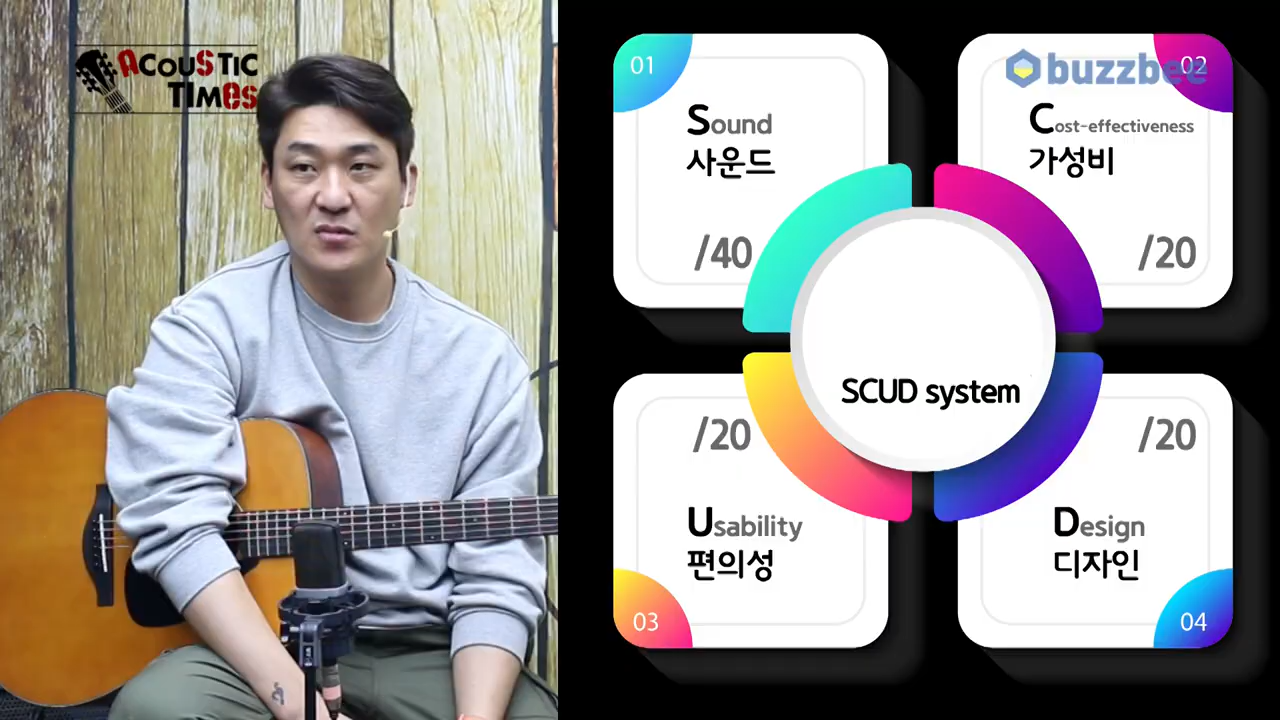 ACOUSTIC
TIMES
buzzbee
01
Sound
사운드
/40
02
Cost-effectiveness
가성비
/20
SCUD system
/20
Usability
편의성
03
/20
Design
디자인
04